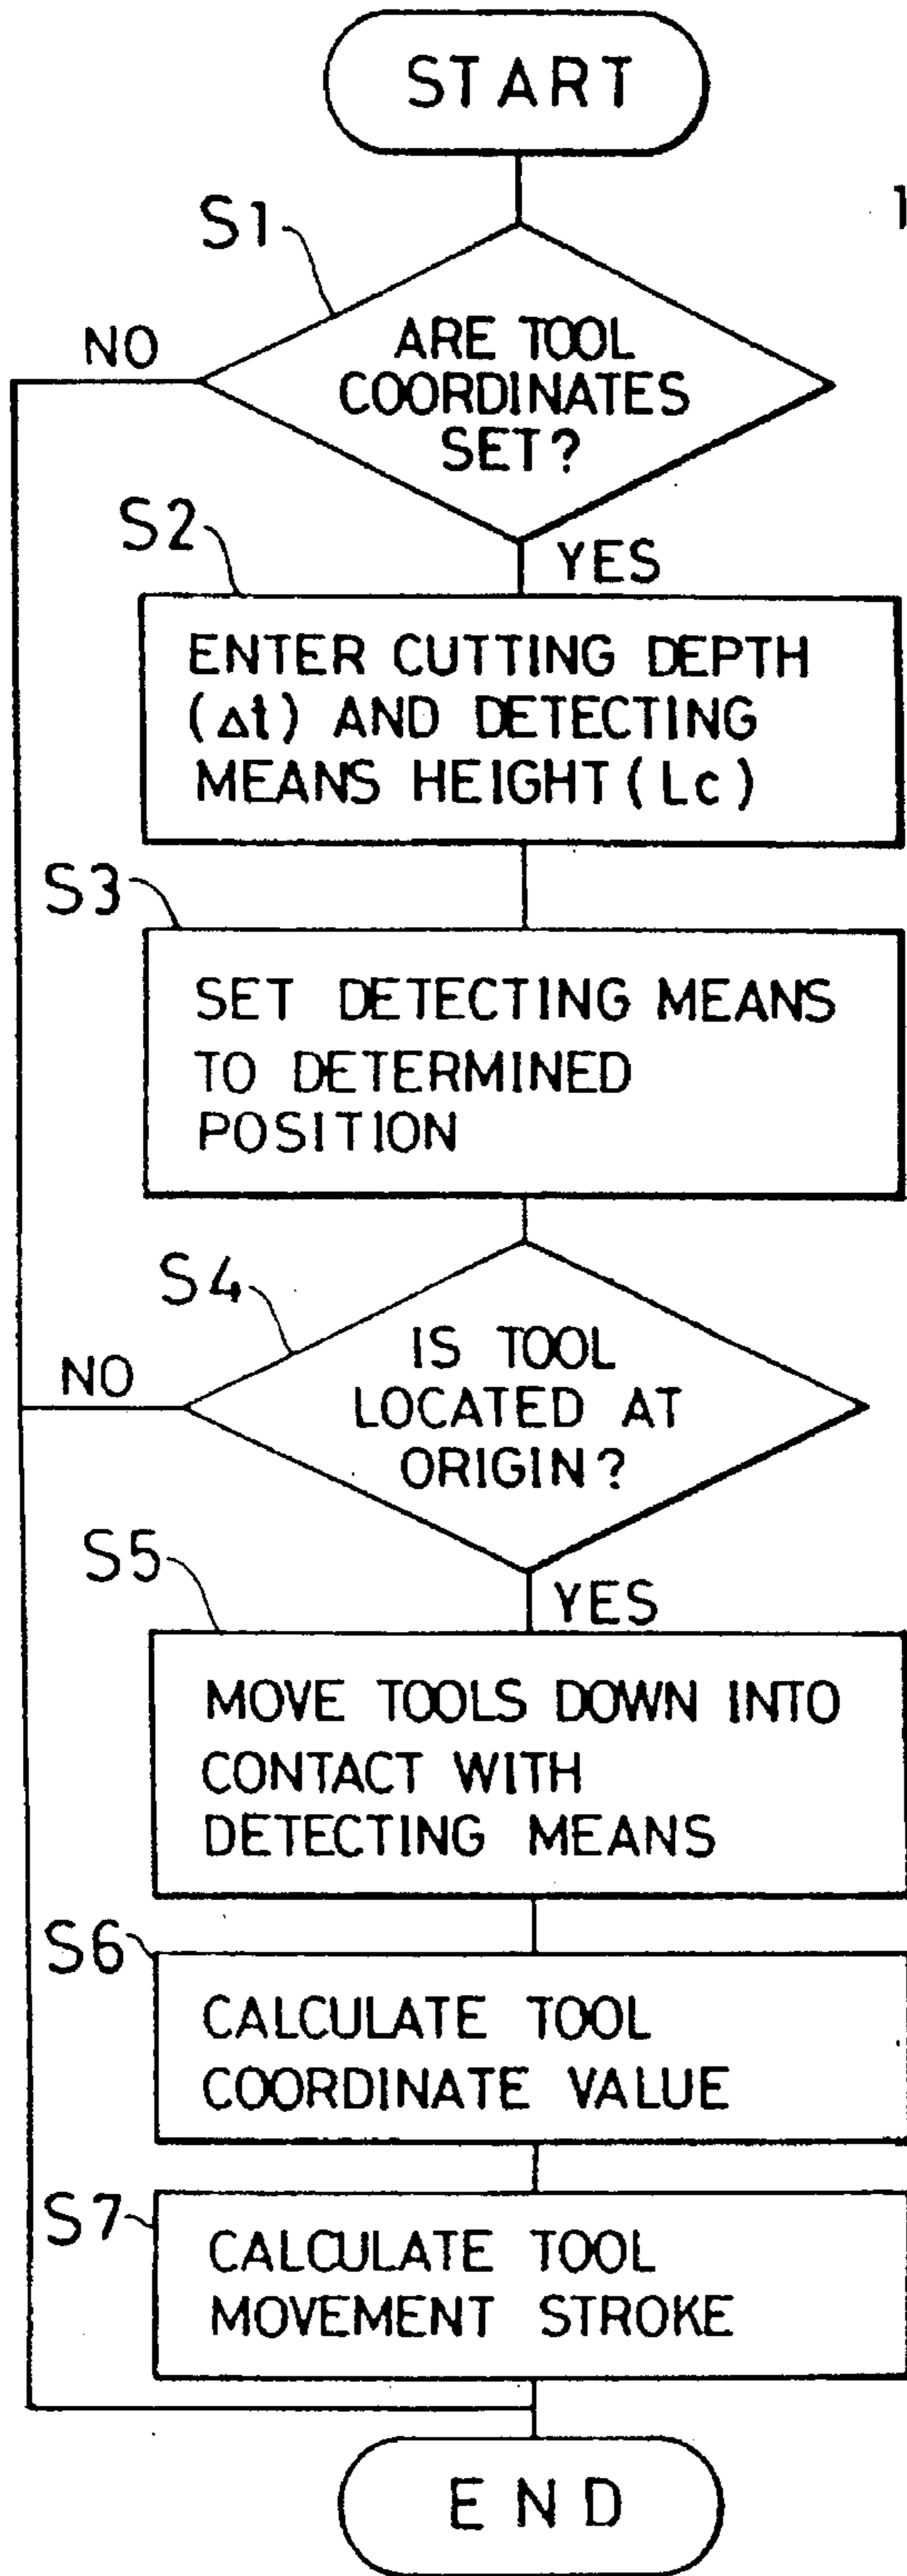 START
S1
1
ARE TOOL
COORDINATES
SET?
NO
YES
S2
ENTER CUTTING DEPTH
(Δt) AND DETECTING
MEANS HEIGHT (Lc)
S3
SET DETECTING MEANS
TO DETERMINED
POSITION
S4
IS TOOL
LOCATED AT
ORIGIN?
NO
YES
S5
MOVE TOOLS DOWN INTO
CONTACT WITH
DETECTING MEANS
S6
CALCULATE TOOL
COORDINATE VALUE
S7
CALCULATE TOOL
MOVEMENT STROKE
END